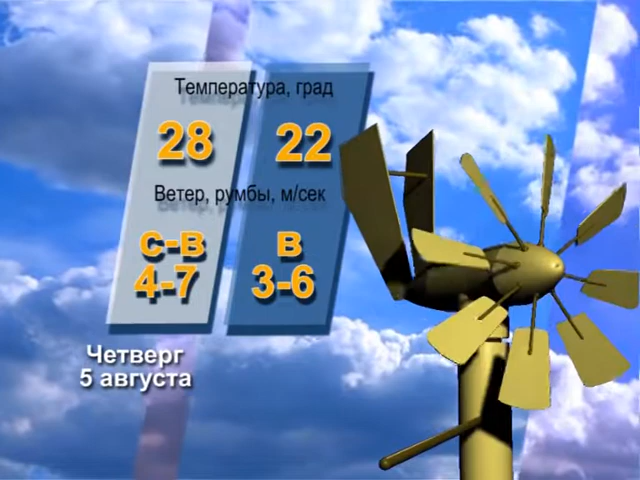 Температура, град
28 22
Ветер, румбы, м/сек
с-в в
4-7 3-6
Четверг
5 августа